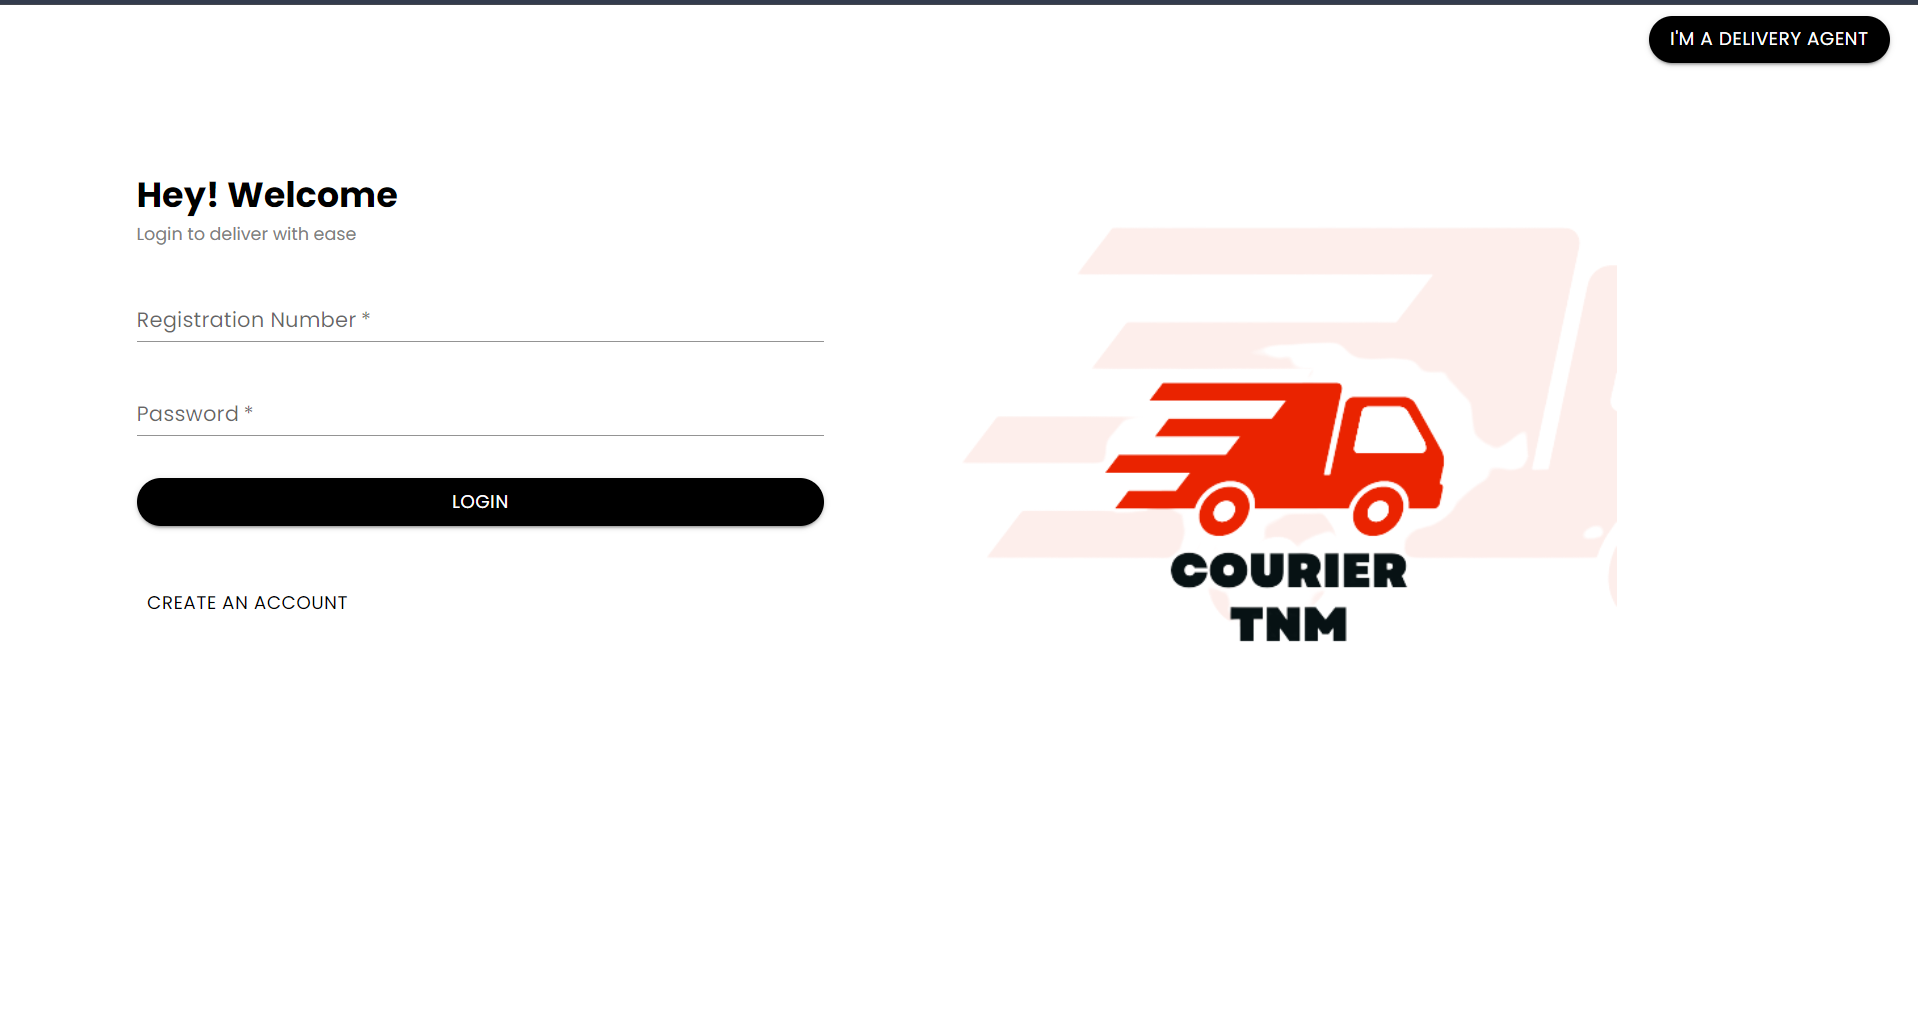 I'M A DELIVERY AGENT
Hey! Welcome
Login to deliver with ease
Registration Number *
Password *
LOGIN
CREATE AN ACCOUNT
COURIER
TNM